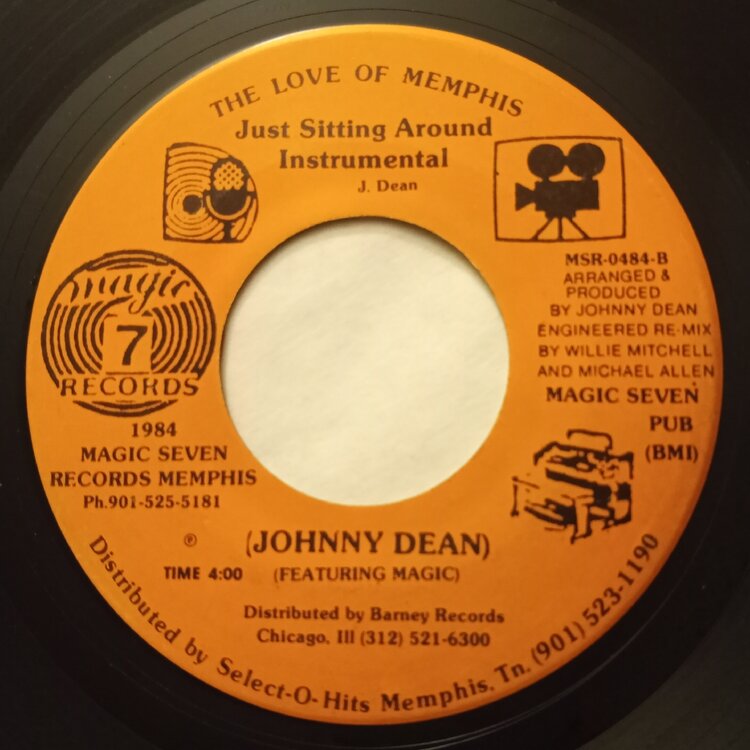 THE LOVE OF MEMPHIS
Just Sitting Around
Instrumental
J. Dean
magic
7
RECORDS
1984
MAGIC SEVEN
RECORDS MEMPHIS
Ph.901-525-5181
MSR-0484-B
ARRANGED &
PRODUCED
BY JOHNNY DEAN
ENGINEERED RE-MIX
BY WILLIE MITCHELL
AND MICHAEL ALLEN
MAGIC SEVEN
PUB
(BMI)
℗
(JOHNNY DEAN)
TIME 4:00 (FEATURING MAGIC)
Distributed by Barney Records
Chicago, Ill (312) 521-6300
Distributed by Select-O-Hits Memphis, Tn. (901) 523-1190